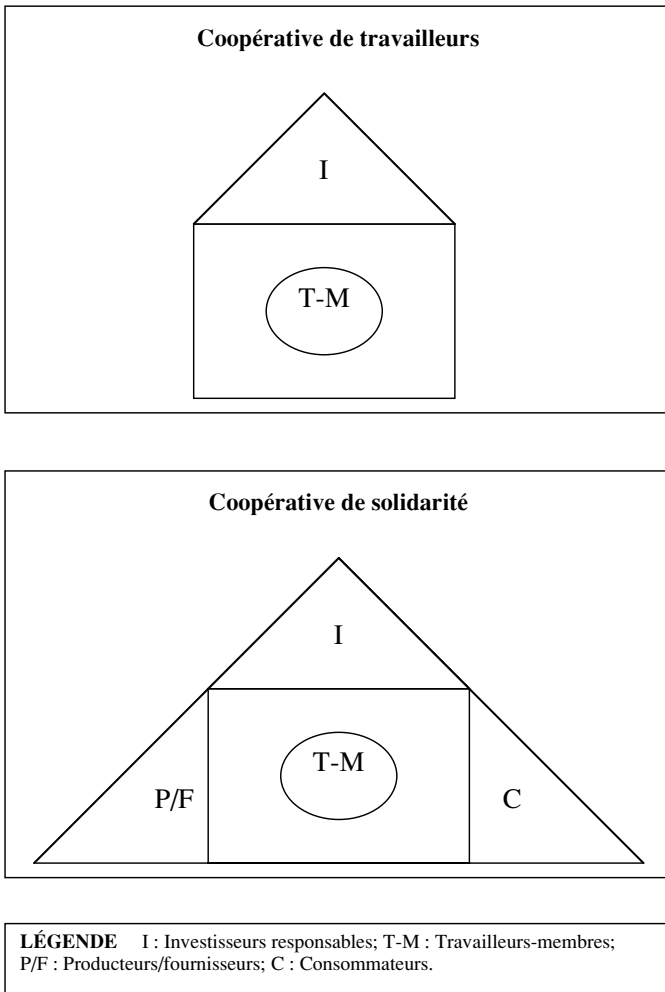 Coopérative de travailleurs
I
T-M
Coopérative de solidarité
I
T-M
P/F
C
LÉGENDE I : Investisseurs responsables; T-M : Travailleurs-membres;
P/F : Producteurs/fournisseurs; C : Consommateurs.